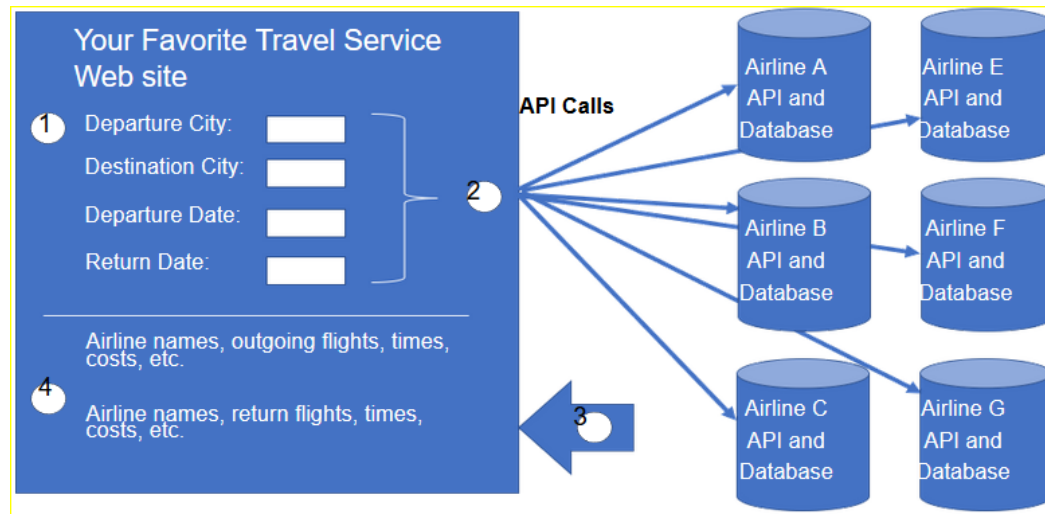 Your Favorite Travel Service
Web site
1
Departure City:
Destination City:
2
Departure Date:
Return Date:
Airline names, outgoing flights, times,
costs, etc.
4
Airline names, return flights, times,
costs, etc.
3
API Calls
Airline A
API and
Database
Airline E
API and
Database
Airline B
API and
Database
Airline F
API and
Database
Airline C
API and
Database
Airline G
API and
Database